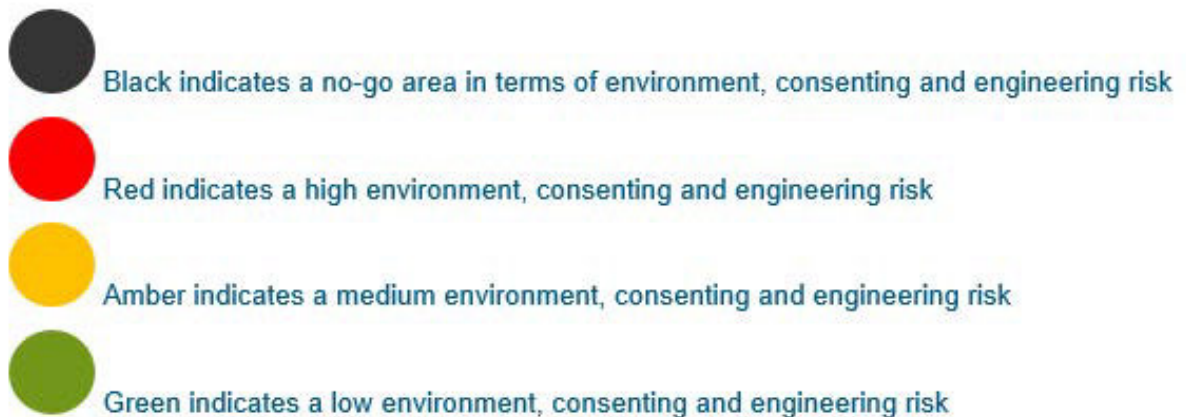 Black indicates a no-go area in terms of environment, consenting and engineering risk
Red indicates a high environment, consenting and engineering risk
Amber indicates a medium environment, consenting and engineering risk
Green indicates a low environment, consenting and engineering risk